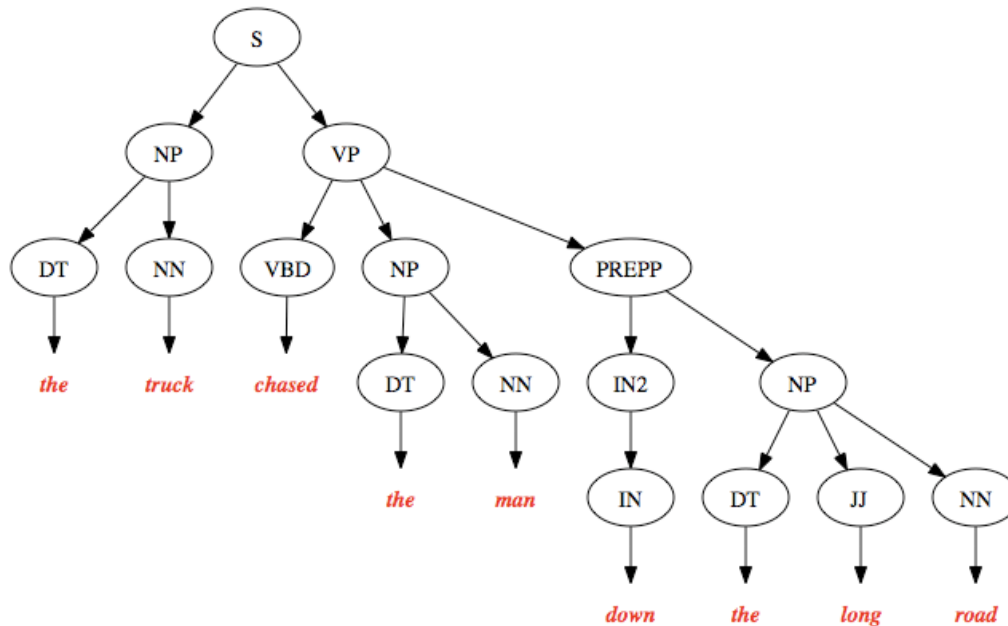 S
NP VP
DT NN VBD NP PREPP
the truck chased DT NN IN2 NP
the man IN DT JJ NN
down the long road